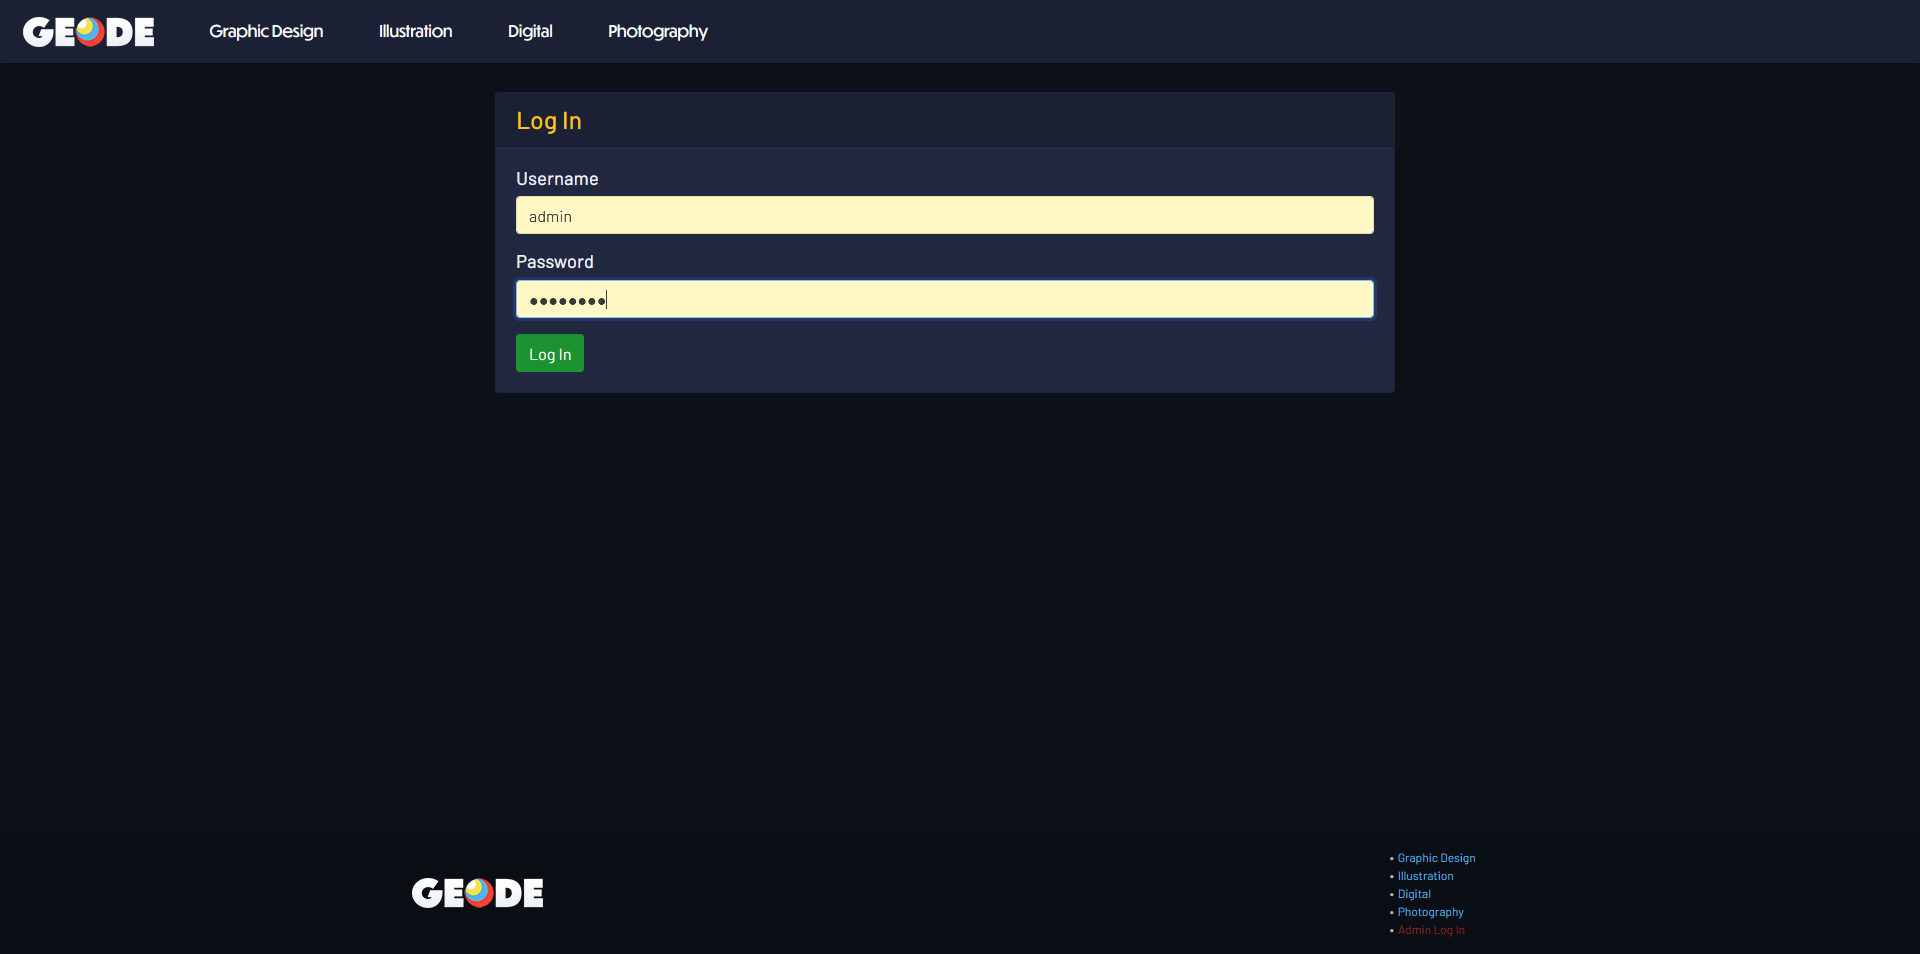 GEODE Graphic Design Illustration Digital Photography
Log In
Username
admin
Password
••••••••
Log In
GEODE
• Graphic Design
• Illustration
• Digital
• Photography
• Admin Log In